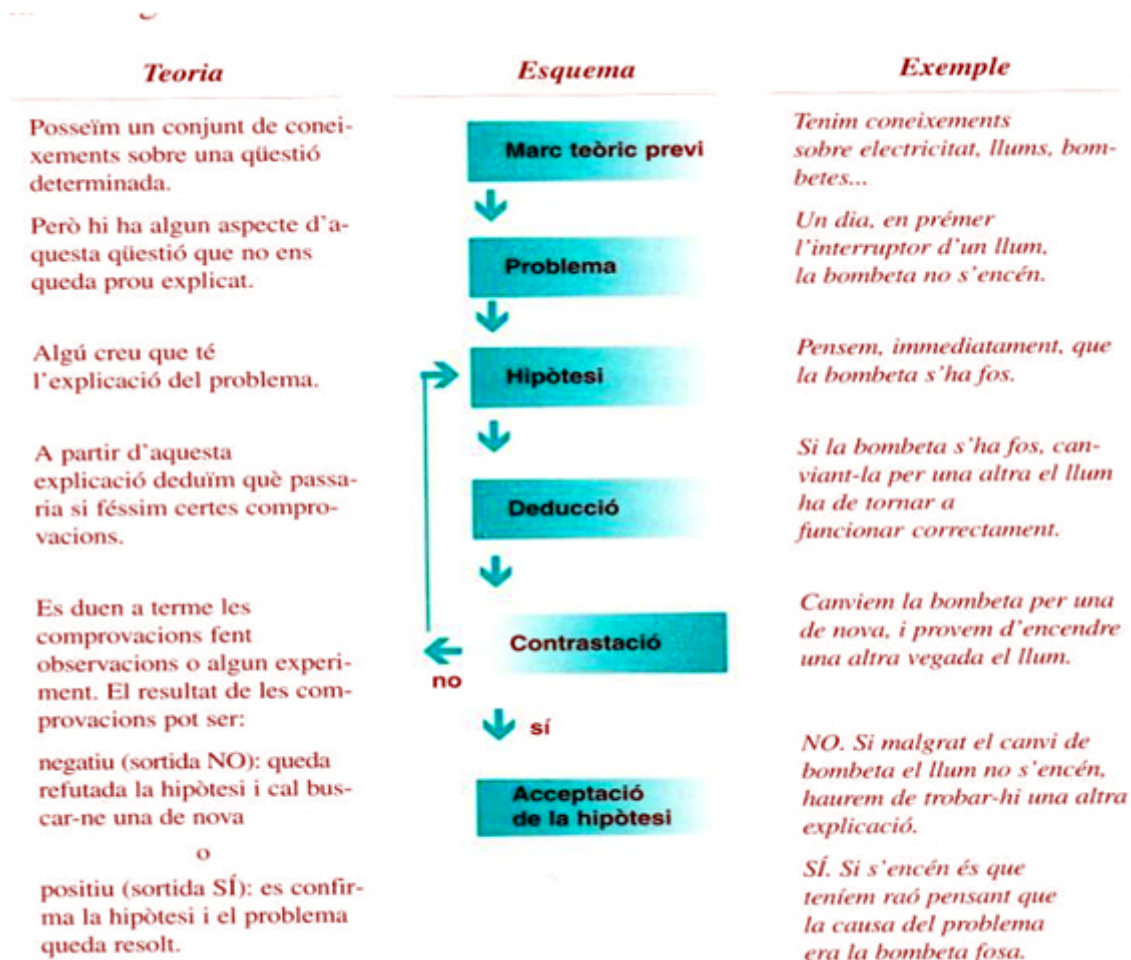 Teoria
Posseïm un conjunt de conei-
xements sobre una qüestió
determinada.
Però hi ha algun aspecte d'a-
questa qüestió que no ens
queda prou explicat.
Algú creu que té
l'explicació del problema.
A partir d'aquesta
explicació deduïm què passa-
ria si féssim certes compro-
vacions.
Es duen a terme les
comprovacions fent
observacions o algun experi-
ment. El resultat de les com-
provacions pot ser:
negatiu (sortida NO): queda
refutada la hipòtesi i cal bus-
car-ne una de nova
o
positiu (sortida SÍ): es confir-
ma la hipòtesi i el problema
queda resolt.
Esquema
Marc teòric previ
Problema
Hipòtesi
Deducció
Contrastació
no
sí
Acceptació
de la hipòtesi
Exemple
Tenim coneixements
sobre electricitat, llums, bom-
betes...
Un dia, en prémer
l'interruptor d'un llum,
la bombeta no s'encén.
Pensem, immediatament, que
la bombeta s'ha fos.
Si la bombeta s'ha fos, can-
viant-la per una altra el llum
ha de tornar a
funcionar correctament.
Canviem la bombeta per una
de nova, i provem d'encendre
una altra vegada el llum.
NO. Si malgrat el canvi de
bombeta el llum no s'encén,
haurem de trobar-hi una altra
explicació.
SÍ. Si s'encén és que
teníem raó pensant que
la causa del problema
era la bombeta fosa.